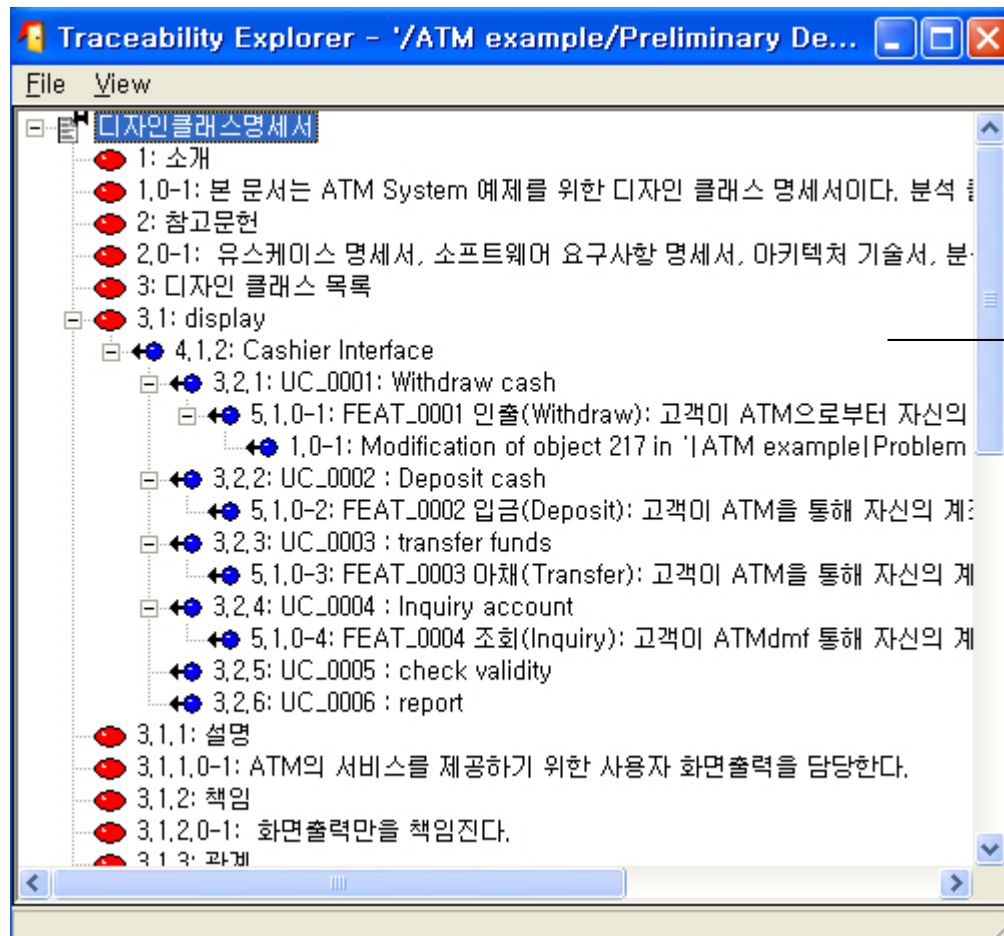 Traceability Explorer - '/ATM example/Preliminary De...
File View
디자인클래스명세서
1: 소개
1.0-1: 본 문서는 ATM System 예제를 위한 디자인 클래스 명세서이다. 분석
2: 참고문헌
2.0-1: 유스케이스 명세서, 소프트웨어 요구사항 명세서, 아키텍처 기술서, 분
3: 디자인 클래스 목록
3.1: display
4.1.2: Cashier Interface
3.2.1: UC_0001: Withdraw cash
5.1.0-1: FEAT_0001 인출(Withdraw): 고객이 ATM으로부터 자신의
1.0-1: Modification of object 217 in '|ATM example|Problem
3.2.2: UC_0002 : Deposit cash
5.1.0-2: FEAT_0002 입금(Deposit): 고객이 ATM을 통해 자신의
3.2.3: UC_0003 : transfer funds
5.1.0-3: FEAT_0003 이채(Transfer): 고객이 ATM을 통해 자신의 계
3.2.4: UC_0004 : Inquiry account
5.1.0-4: FEAT_0004 조회(Inquiry): 고객이 ATMdmf 통해 자신의 계
3.2.5: UC_0005 : check validity
3.2.6: UC_0006 : report
3.1.1: 설명
3.1.1.0-1: ATM의 서비스를 제공하기 위한 사용자 화면출력을 담당한다.
3.1.2: 책임
3.1.2.0-1: 화면출력만을 책임진다.
3.1.3: 관계